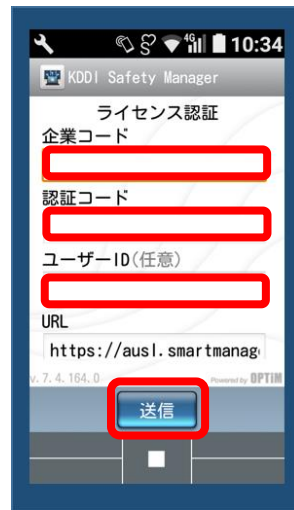 4G 10:34
KDDI Safety Manager
ライセンス認証
企業コード
認証コード
ユーザーID(任意)
URL
https://ausl.smartmanag
v.7.4.164.0 Powered by OPTiM
送信